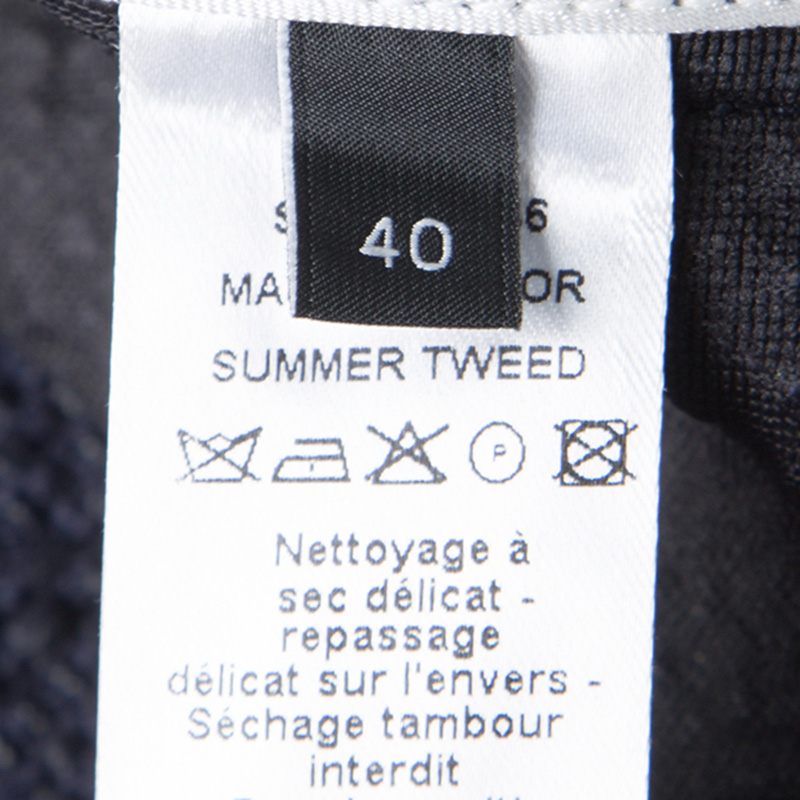 40
SUMMER TWEED
P
Nettoyage à
sec délicat -
repassage
délicat sur l'envers -
Séchage tambour
interdit